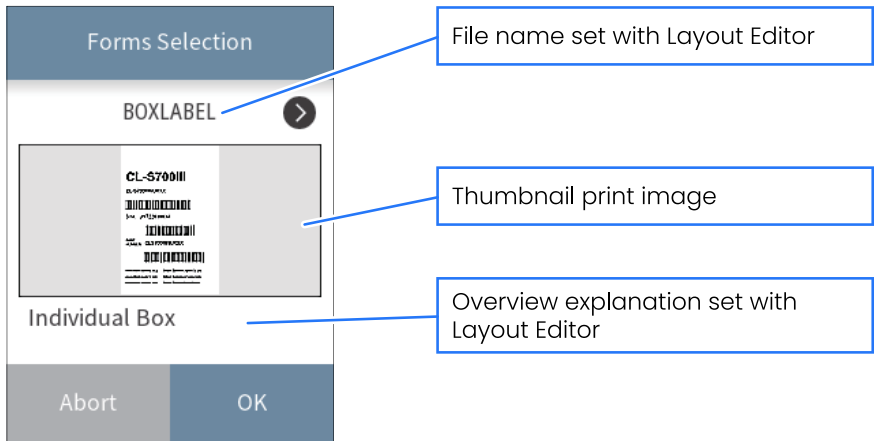 Forms Selection
File name set with Layout Editor
BOXLABEL
CL-S700III
Thumbnail print image
Individual Box
Overview explanation set with
Layout Editor
Abort
OK